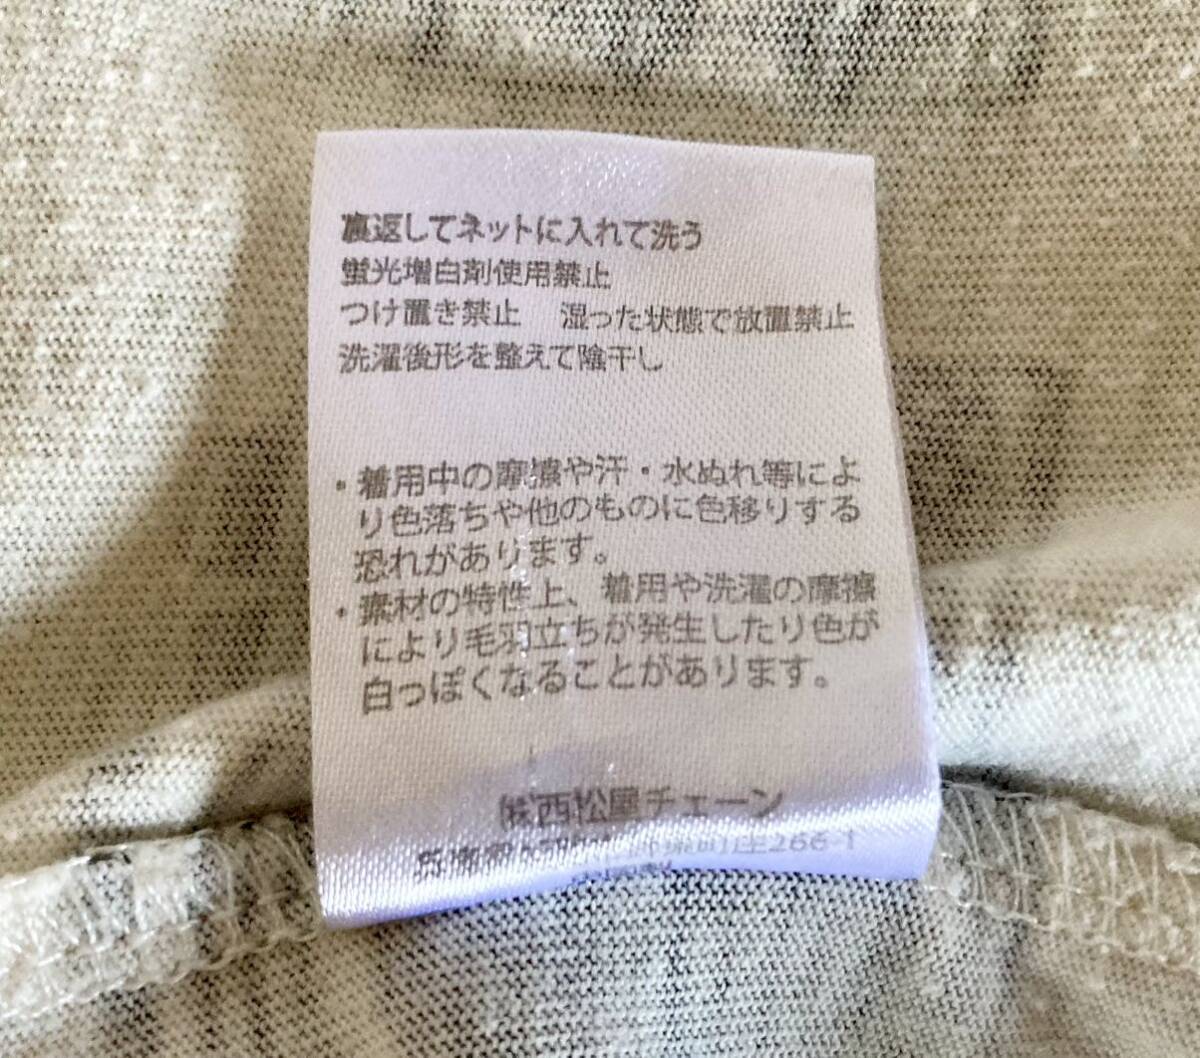 裏返してネットに入れて洗う
蛍光増白剤使用禁止
つけ置き禁止　湿った状態で放置禁止
洗濯後形を整えて陰干し
・着用中の摩擦や汗・水ぬれ等によ
り色落ちや他のものに色移りする
恐れがあります。
・素材の特性上、着用や洗濯の摩擦
により毛羽立ちが発生したり色が
白っぽくなることがあります。
㈱西松屋チェーン
266-1